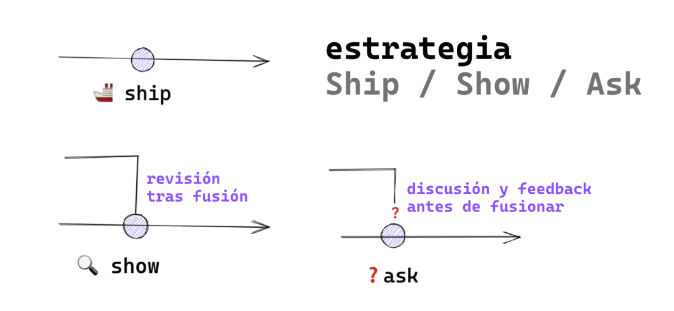 estrategia
Ship / Show / Ask
🚢 ship
revisión
tras fusión
🔍 show
discusión y feedback
antes de fusionar
?
❓ ask